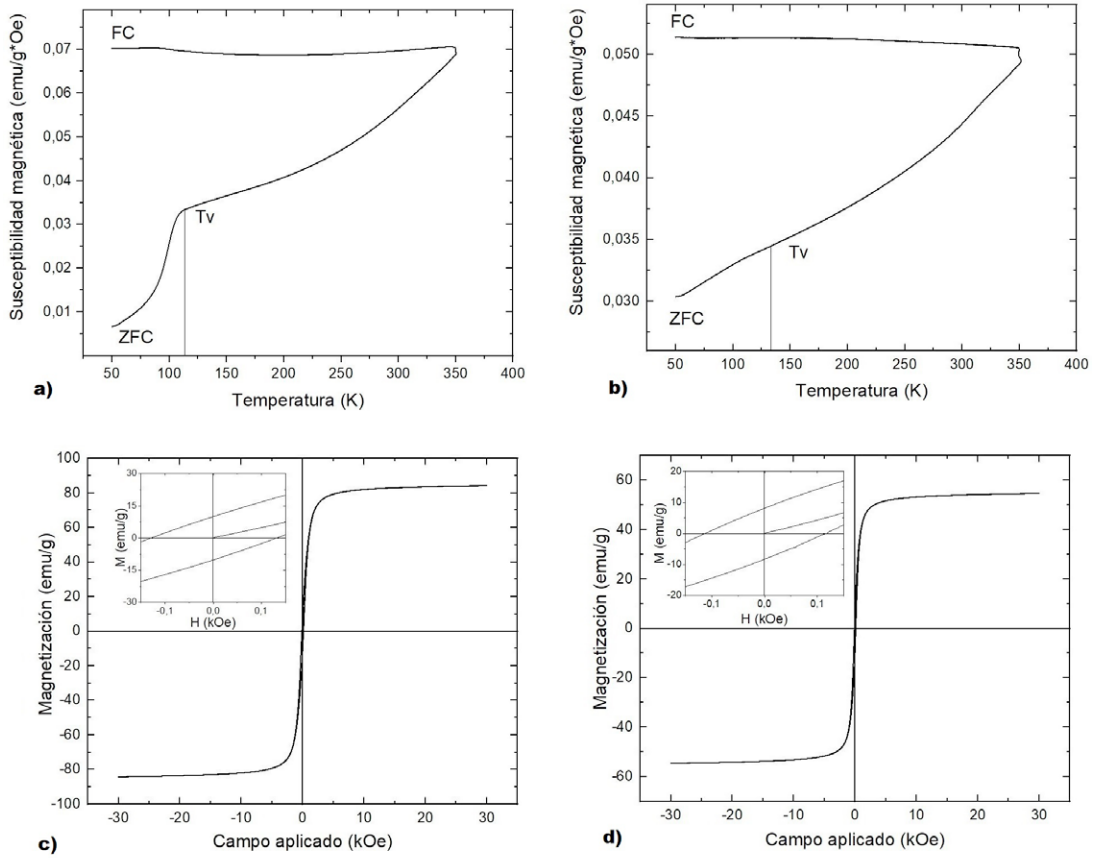 FC
0,07
0,06
0,05
0,04
0,03
0,02
0,01
Susceptibilidad magnética (emu/g*Oe)
Tv
ZFC
50 100 150 200 250 300 350 400
Temperatura (K)
a)
FC
0,050
0,045
0,040
0,035
0,030
Susceptibilidad magnética (emu/g*Oe)
Tv
ZFC
50 100 150 200 250 300 350 400
Temperatura (K)
b)
100
80
60
40
20
0
-20
-40
-60
-80
-100
Magnetización (emu/g)
30
15
0
-15
-30
M (emu/g)
-0,1 0,0 0,1
H (kOe)
-30 -20 -10 0 10 20 30
Campo aplicado (kOe)
c)
60
40
20
0
-20
-40
-60
Magnetización (emu/g)
20
10
0
-10
-20
M (emu/g)
-0,1 0,0 0,1
H (kOe)
-30 -20 -10 0 10 20 30
Campo aplicado (kOe)
d)